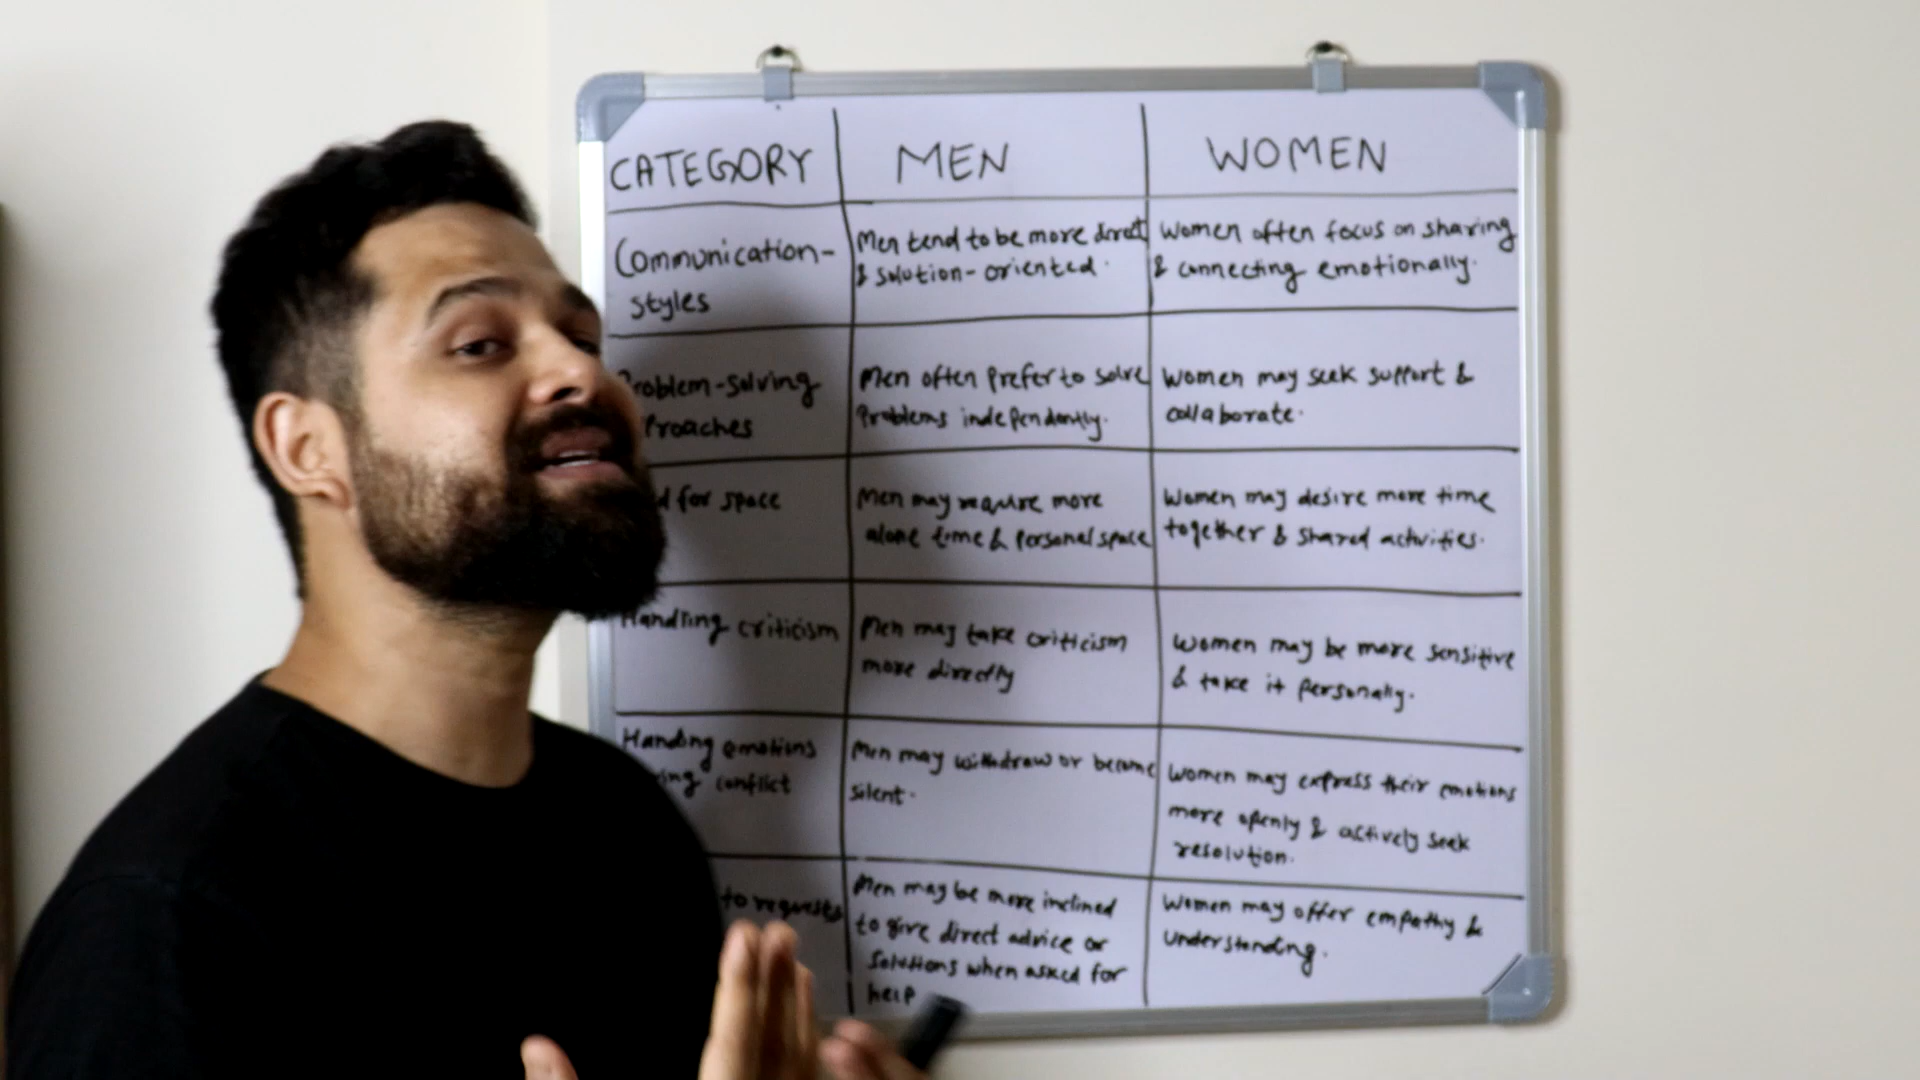 CATEGORY MEN WOMEN
Communication-
styles
Men tend to be more direct
& solution-oriented.
Women often focus on sharing
& connecting emotionally.
Problem-solving
proaches
Men often prefer to solve
problems independently.
Women may seek support &
collaborate.
d for space
Men may require more
alone time & personal space
Women may desire more time
together & shared activities.
Handling criticism
Men may take criticism
more directly
Women may be more sensitive
& take it personally.
Handing emotions
ing conflict
Men may withdraw or become
silent.
Women may express their emotions
more openly & actively seek
resolution.
to requests
Men may be more inclined
to give direct advice or
solutions when asked for
help
Women may offer empathy &
understanding.